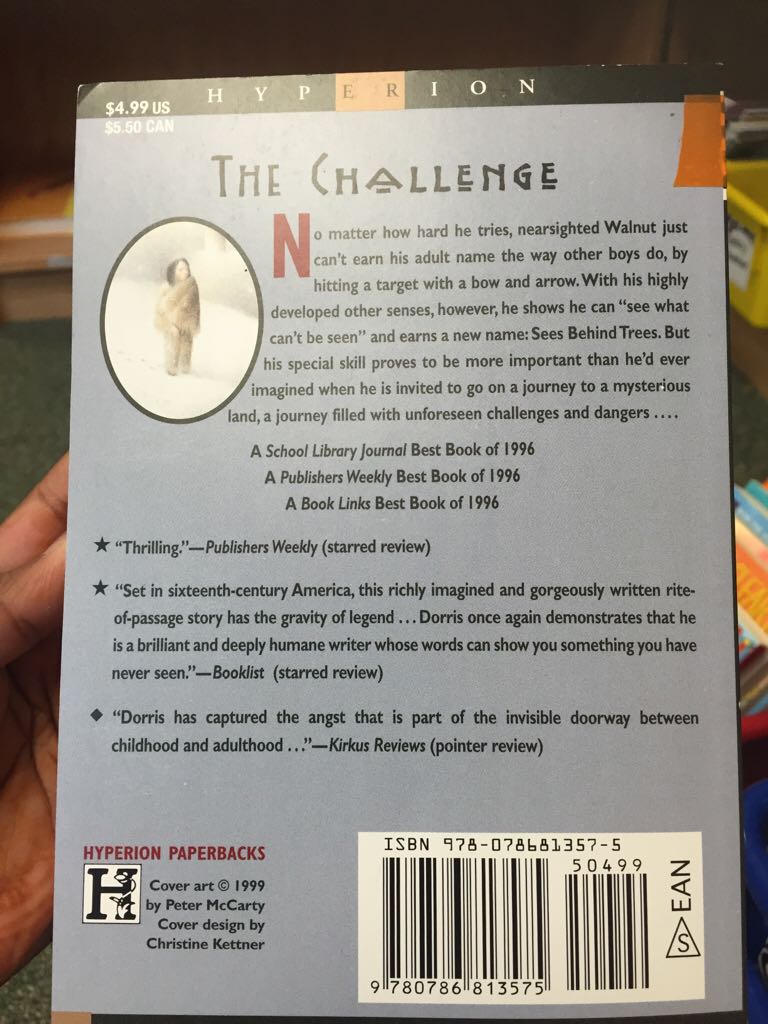 HYPERION
$4.99 US
$5.50 CAN
THE CHALLENGE
No matter how hard he tries, nearsighted Walnut just
can't earn his adult name the way other boys do, by
hitting a target with a bow and arrow. With his highly
developed other senses, however, he shows he can "see what
can't be seen" and earns a new name: Sees Behind Trees. But
his special skill proves to be more important than he'd ever
imagined when he is invited to go on a journey to a mysterious
land, a journey filled with unforeseen challenges and dangers ....
A School Library Journal Best Book of 1996
A Publishers Weekly Best Book of 1996
A Book Links Best Book of 1996
★ "Thrilling."—Publishers Weekly (starred review)
★ "Set in sixteenth-century America, this richly imagined and gorgeously written rite-
of-passage story has the gravity of legend ... Dorris once again demonstrates that he
is a brilliant and deeply humane writer whose words can show you something you have
never seen."—Booklist (starred review)
◆ "Dorris has captured the angst that is part of the invisible doorway between
childhood and adulthood ..."—Kirkus Reviews (pointer review)
HYPERION PAPERBACKS
H
Cover art © 1999
by Peter McCarty
Cover design by
Christine Kettner
ISBN 978-078681357-5
50499
9 780786 813575
S EAN